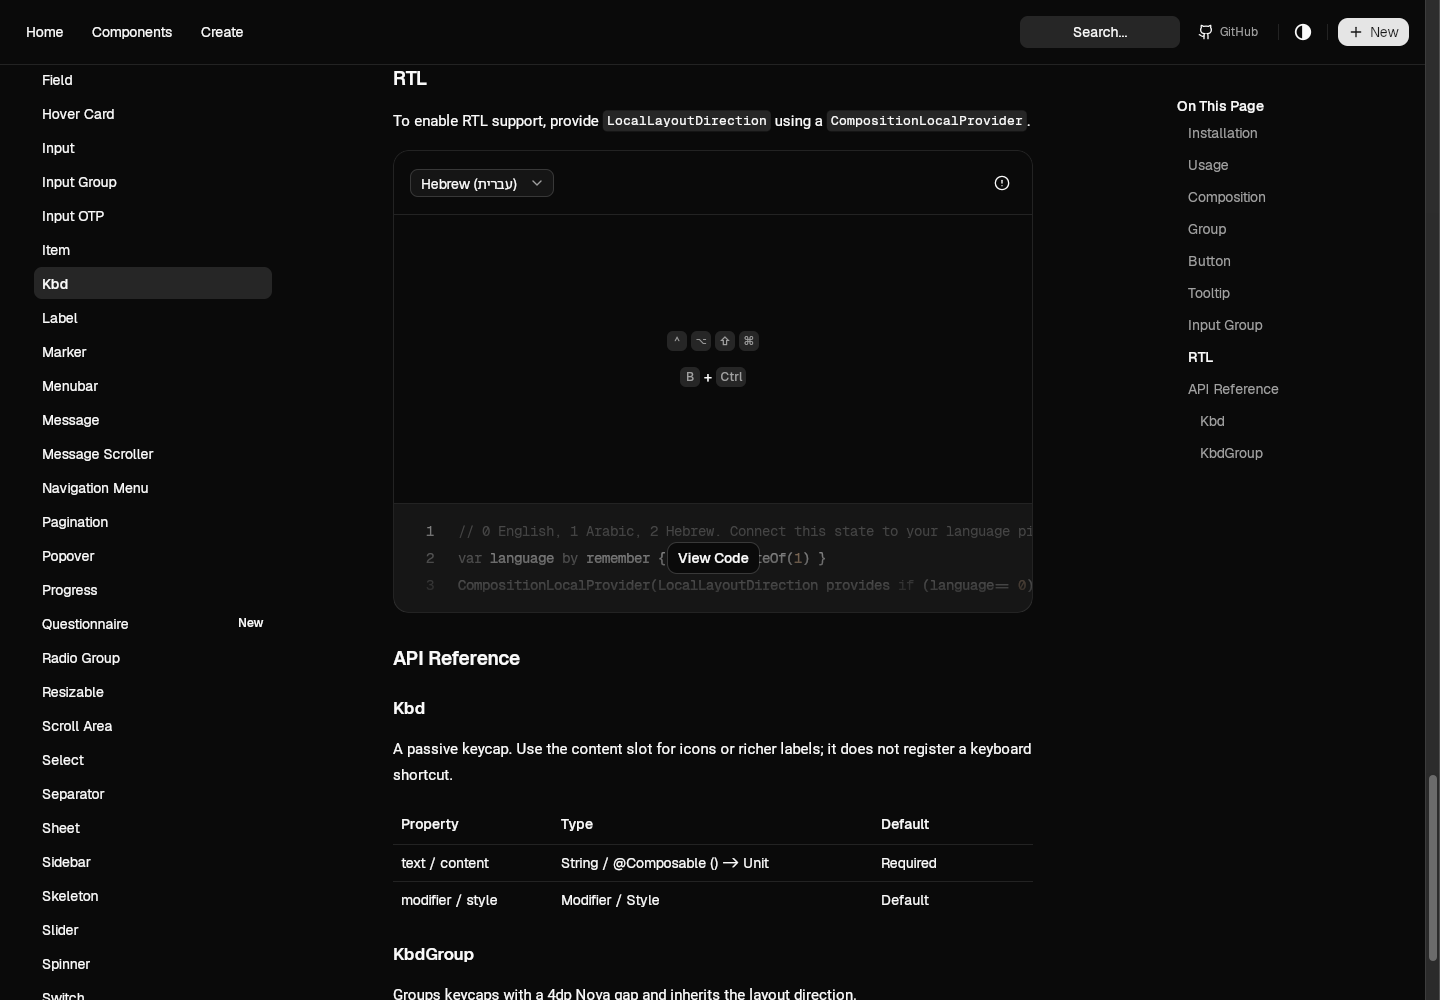 Home Components Create Search... GitHub New
Field
Hover Card
Input
Input Group
Input OTP
Item
Kbd
Label
Marker
Menubar
Message
Message Scroller
Navigation Menu
Pagination
Popover
Progress
Questionnaire New
Radio Group
Resizable
Scroll Area
Select
Separator
Sheet
Sidebar
Skeleton
Slider
Spinner
Switch
RTL
To enable RTL support, provide LocalLayoutDirection using a CompositionLocalProvider.
Hebrew (עברית)
^ ⌥ ⇧ ⌘
B + Ctrl
1 // 0 English, 1 Arabic, 2 Hebrew. Connect this state to your language pi
2 var language by remember { teOf(1) }
View Code
3 CompositionLocalProvider(LocalLayoutDirection provides if (language== 0)
API Reference
Kbd
A passive keycap. Use the content slot for icons or richer labels; it does not register a keyboard
shortcut.
Property Type Default
text / content String / @Composable () -> Unit Required
modifier / style Modifier / Style Default
KbdGroup
Groups keycaps with a 4dp Nova gap and inherits the layout direction.
On This Page
Installation
Usage
Composition
Group
Button
Tooltip
Input Group
RTL
API Reference
Kbd
KbdGroup